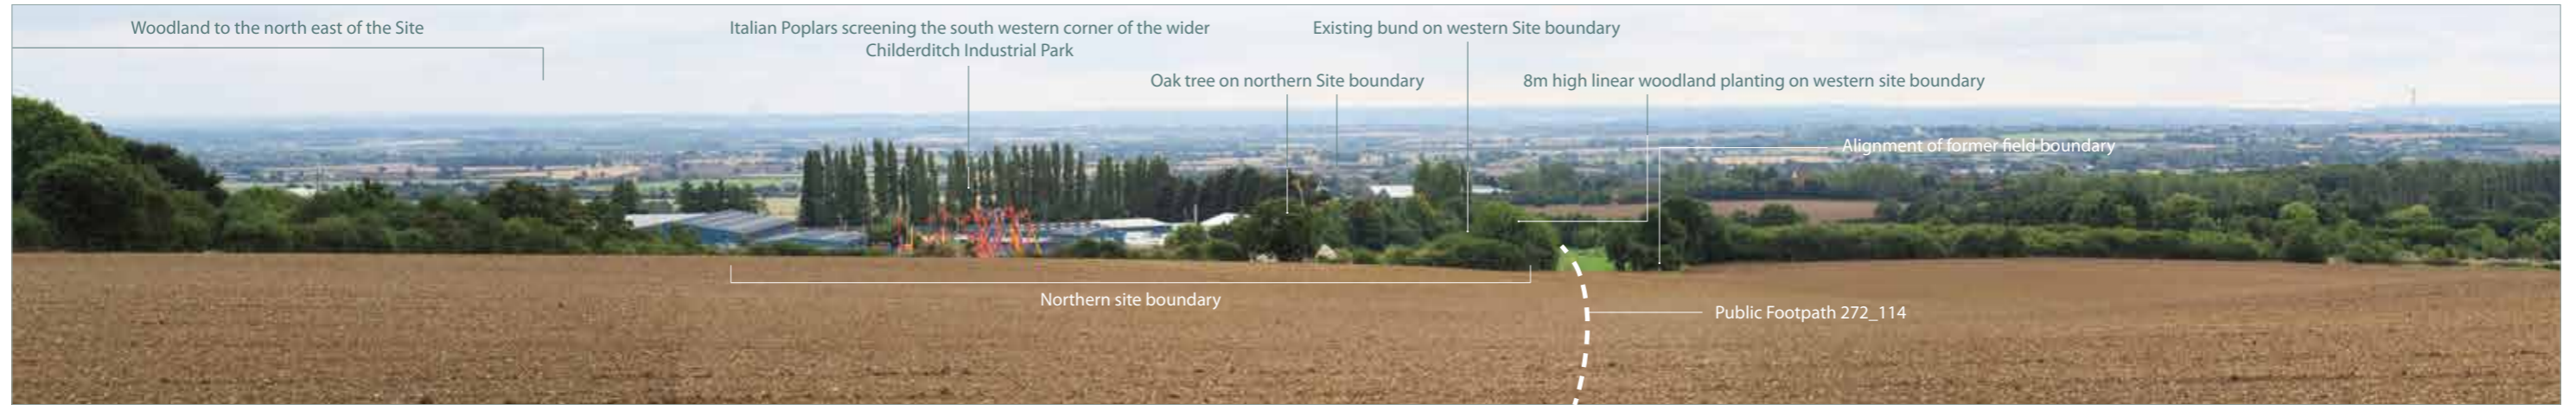 Woodland to the north east of the Site
Italian Poplars screening the south western corner of the wider
Childerditch Industrial Park
Existing bund on western Site boundary
Oak tree on northern Site boundary
8m high linear woodland planting on western site boundary
Alignment of former field boundary
Northern site boundary
Public Footpath 272_114